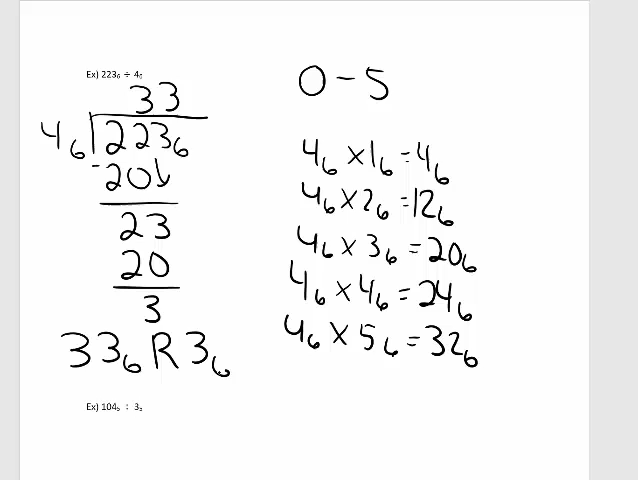 Ex) 223₆ ÷ 4₆
33
4₆ 223₆
- 20
23
20
3
33₆ R 3₆
0 - 5
4₆ × 1₆ = 4₆
4₆ × 2₆ = 12₆
4₆ × 3₆ = 20₆
4₆ × 4₆ = 24₆
4₆ × 5₆ = 32₆
Ex) 104₅ ÷ 3₅